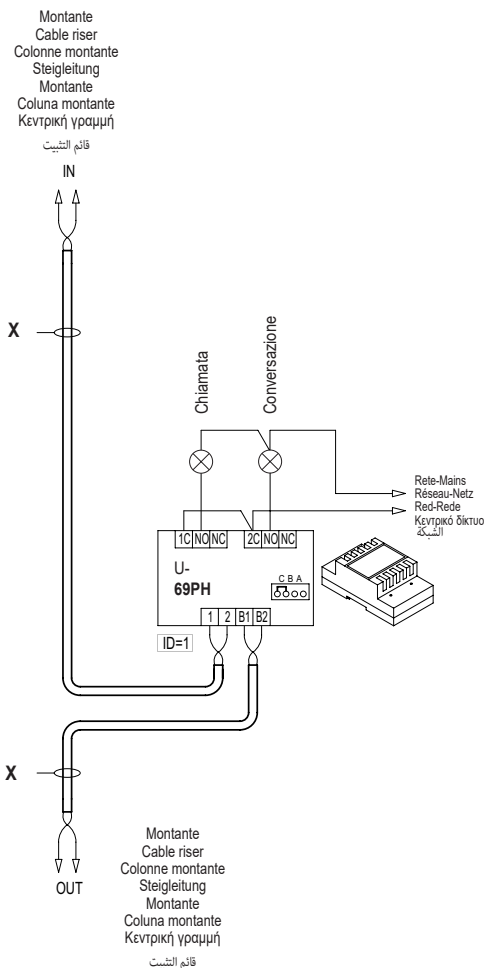 Montante
Cable riser
Colonne montante
Steigleitung
Montante
Coluna montante
Κεντρική γραμμή
قائم التثبيت
IN
X
Chiamata
Conversazione
Rete-Mains
Réseau-Netz
Red-Rede
Κεντρικό δίκτυο
الشبكة
1C NO NC 2C NO NC
U-
69PH
C B A
1 2 B1 B2
ID=1
X
OUT
Montante
Cable riser
Colonne montante
Steigleitung
Montante
Coluna montante
Κεντρική γραμμή
قائم التثبيت